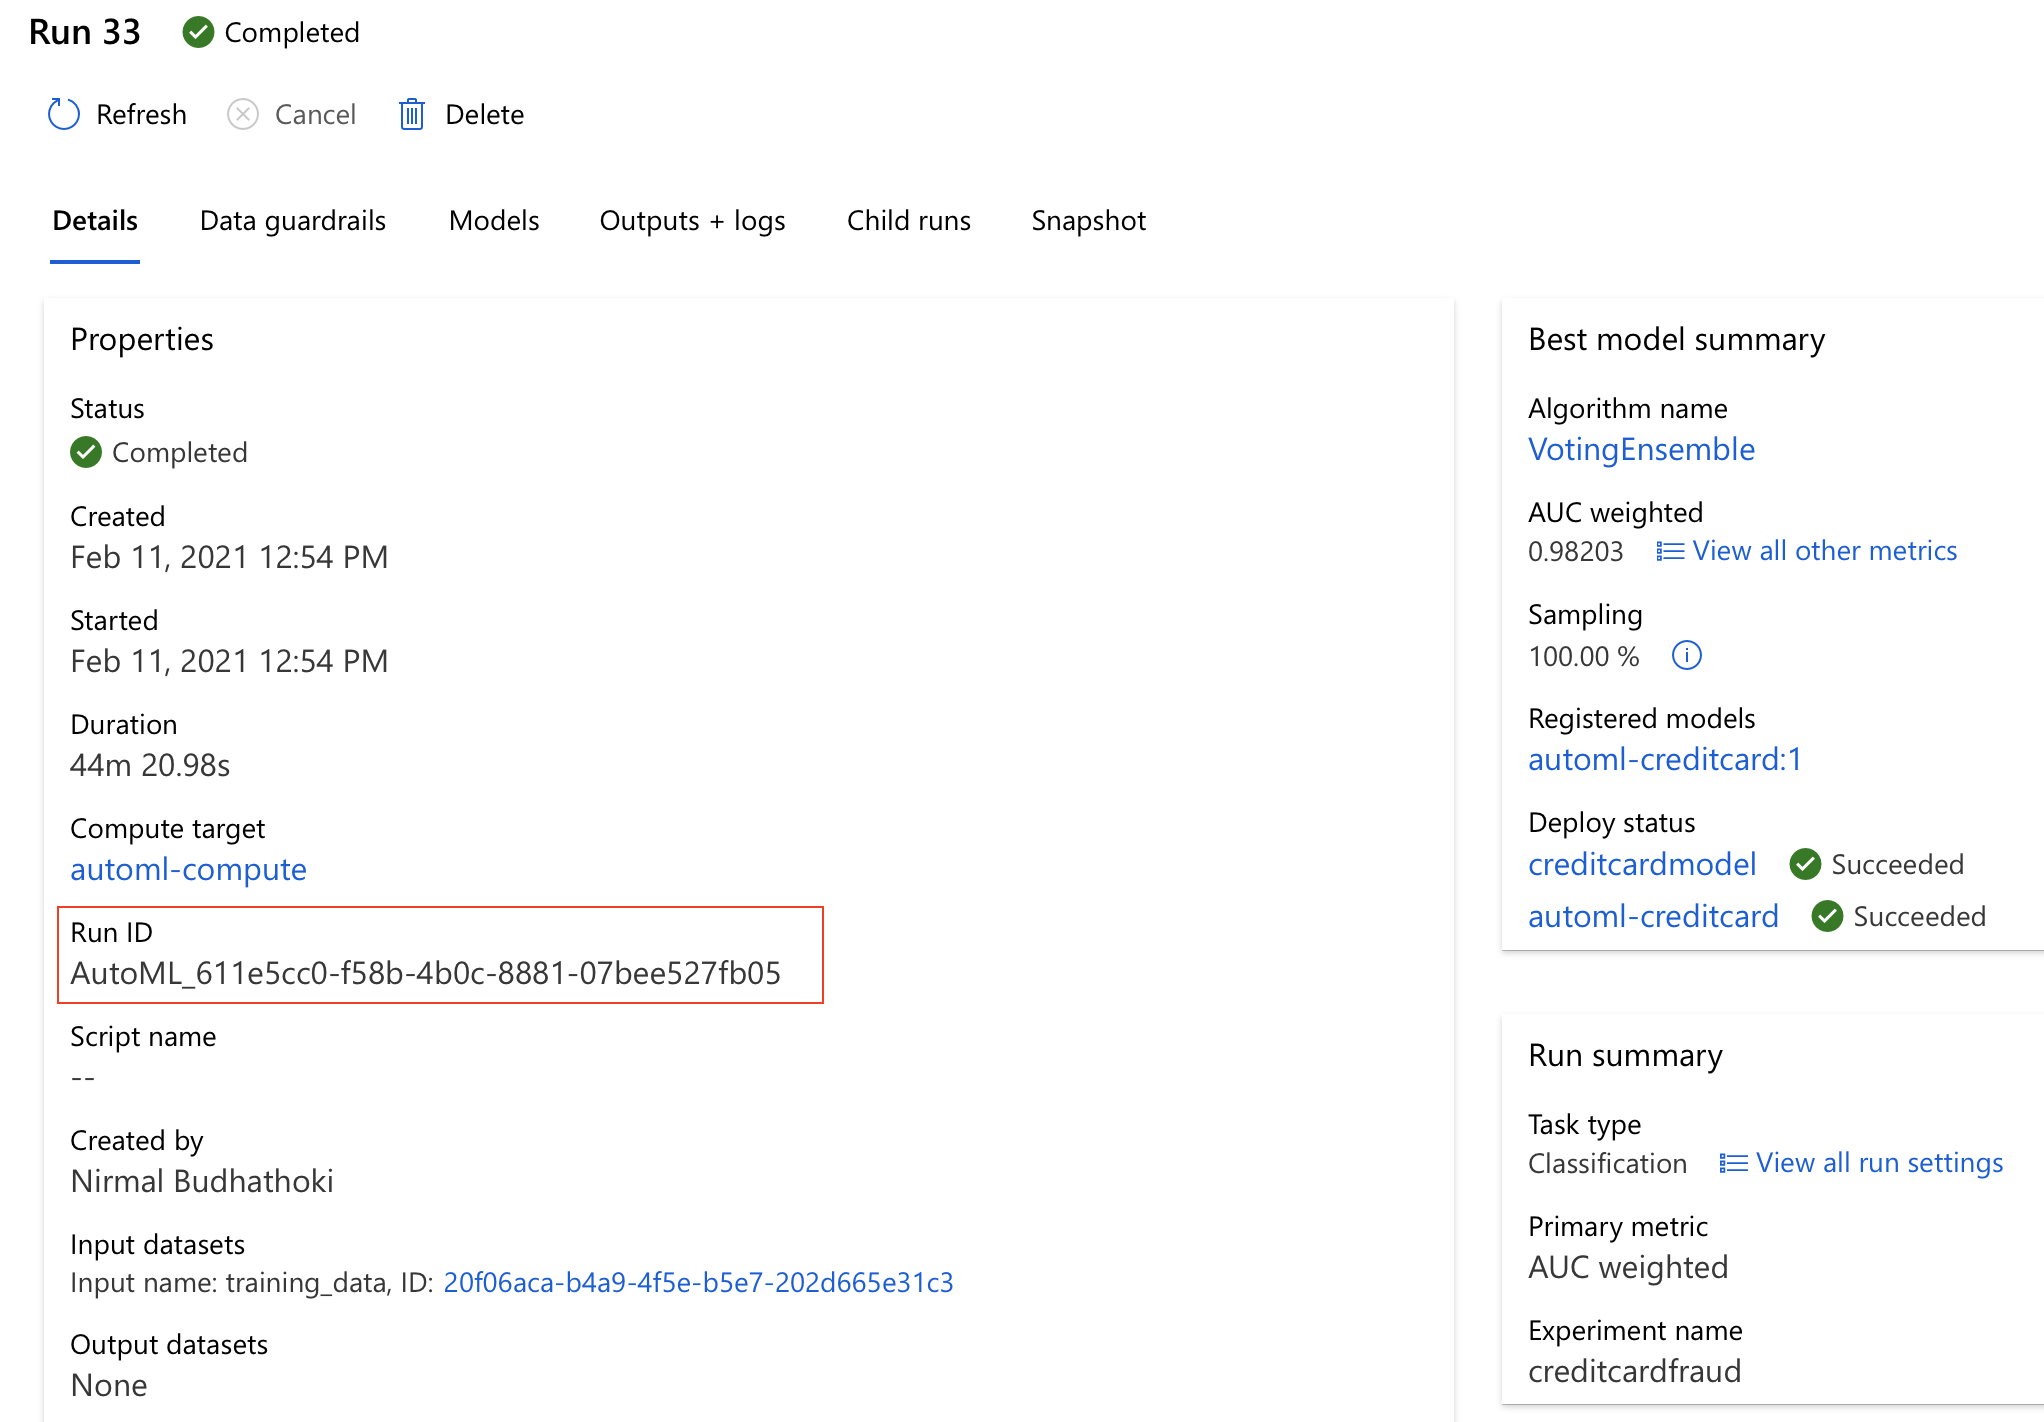 Run 33 Completed
Refresh Cancel Delete
Details Data guardrails Models Outputs + logs Child runs Snapshot
Properties
Status
Completed
Created
Feb 11, 2021 12:54 PM
Started
Feb 11, 2021 12:54 PM
Duration
44m 20.98s
Compute target
automl-compute
Run ID
AutoML_611e5cc0-f58b-4b0c-8881-07bee527fb05
Script name
--
Created by
Nirmal Budhathoki
Input datasets
Input name: training_data, ID: 20f06aca-b4a9-4f5e-b5e7-202d665e31c3
Output datasets
None
Best model summary
Algorithm name
VotingEnsemble
AUC weighted
0.98203 View all other metrics
Sampling
100.00 %
Registered models
automl-creditcard:1
Deploy status
creditcardmodel Succeeded
automl-creditcard Succeeded
Run summary
Task type
Classification View all run settings
Primary metric
AUC weighted
Experiment name
creditcardfraud